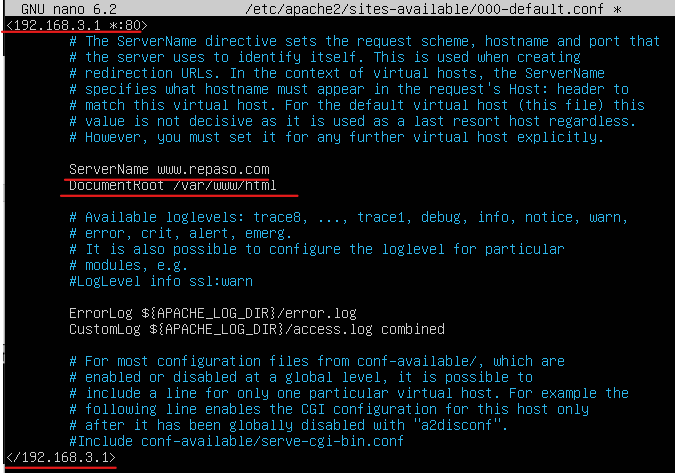 GNU nano 6.2 /etc/apache2/sites-available/000-default.conf *
<192.168.3.1 *:80>
# The ServerName directive sets the request scheme, hostname and port that
# the server uses to identify itself. This is used when creating
# redirection URLs. In the context of virtual hosts, the ServerName
# specifies what hostname must appear in the request's Host: header to
# match this virtual host. For the default virtual host (this file) this
# value is not decisive as it is used as a last resort host regardless.
# However, you must set it for any further virtual host explicitly.
ServerName www.repaso.com
DocumentRoot /var/www/html
# Available loglevels: trace8, ..., trace1, debug, info, notice, warn,
# error, crit, alert, emerg.
# It is also possible to configure the loglevel for particular
# modules, e.g.
#LogLevel info ssl:warn
ErrorLog ${APACHE_LOG_DIR}/error.log
CustomLog ${APACHE_LOG_DIR}/access.log combined
# For most configuration files from conf-available/, which are
# enabled or disabled at a global level, it is possible to
# include a line for only one particular virtual host. For example the
# following line enables the CGI configuration for this host only
# after it has been globally disabled with "a2disconf".
#Include conf-available/serve-cgi-bin.conf
</192.168.3.1>